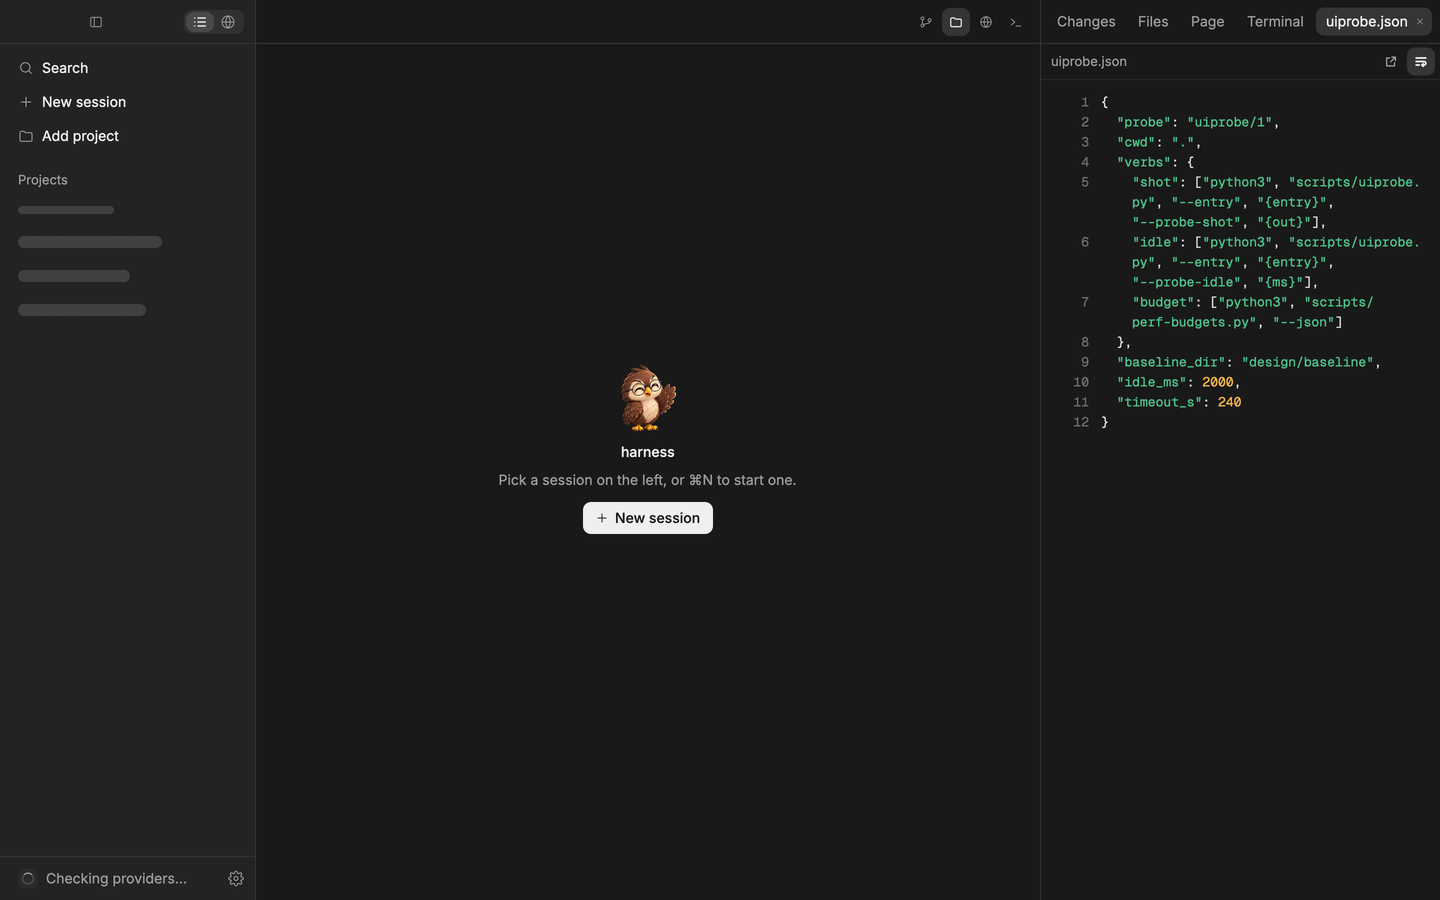 Search
New session
Add project
Projects
Checking providers...
harness
Pick a session on the left, or ⌘N to start one.
New session
Changes Files Page Terminal uiprobe.json ×
uiprobe.json
1 {
2 "probe": "uiprobe/1",
3 "cwd": ".",
4 "verbs": {
5 "shot": ["python3", "scripts/uiprobe.
py", "--entry", "{entry}",
"--probe-shot", "{out}"],
6 "idle": ["python3", "scripts/uiprobe.
py", "--entry", "{entry}",
"--probe-idle", "{ms}"],
7 "budget": ["python3", "scripts/
perf-budgets.py", "--json"]
8 },
9 "baseline_dir": "design/baseline",
10 "idle_ms": 2000,
11 "timeout_s": 240
12 }